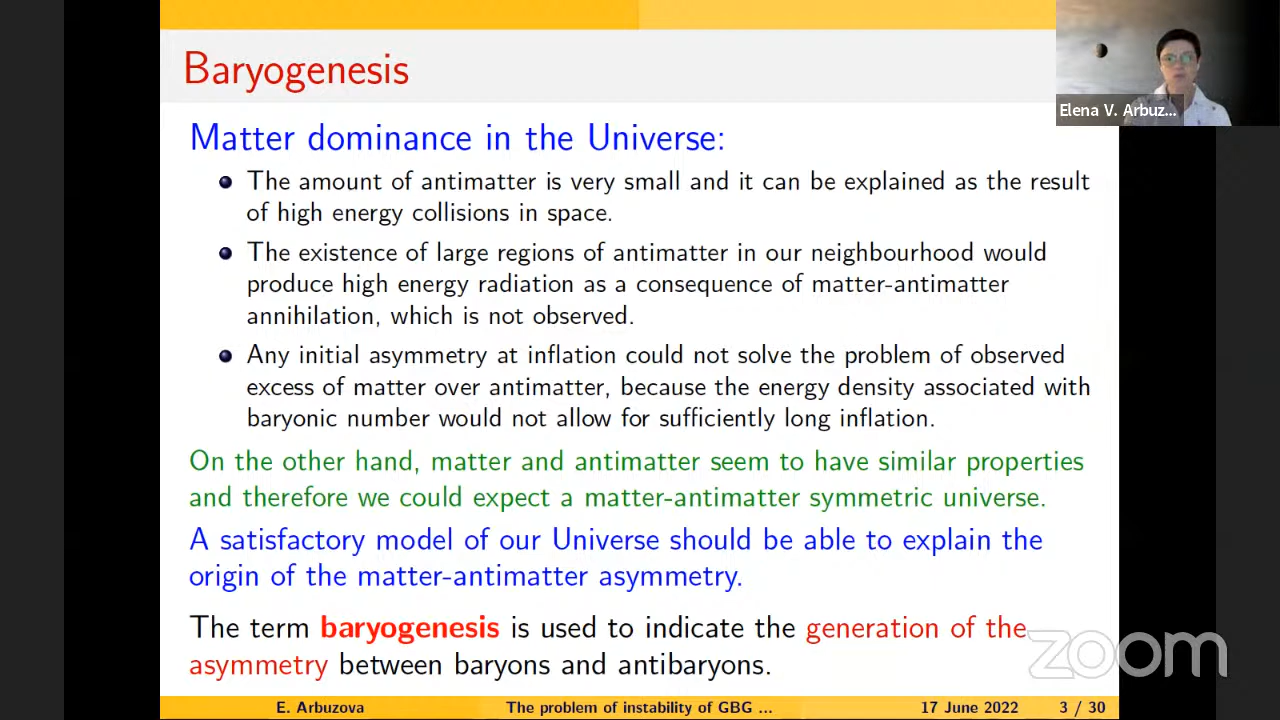 Baryogenesis
Elena V. Arbuz...
Matter dominance in the Universe:
The amount of antimatter is very small and it can be explained as the result
of high energy collisions in space.
The existence of large regions of antimatter in our neighbourhood would
produce high energy radiation as a consequence of matter-antimatter
annihilation, which is not observed.
Any initial asymmetry at inflation could not solve the problem of observed
excess of matter over antimatter, because the energy density associated with
baryonic number would not allow for sufficiently long inflation.
On the other hand, matter and antimatter seem to have similar properties
and therefore we could expect a matter-antimatter symmetric universe.
A satisfactory model of our Universe should be able to explain the
origin of the matter-antimatter asymmetry.
The term baryogenesis is used to indicate the generation of the
asymmetry between baryons and antibaryons.
zoom
E. Arbuzova The problem of instability of GBG ... 17 June 2022 3 / 30